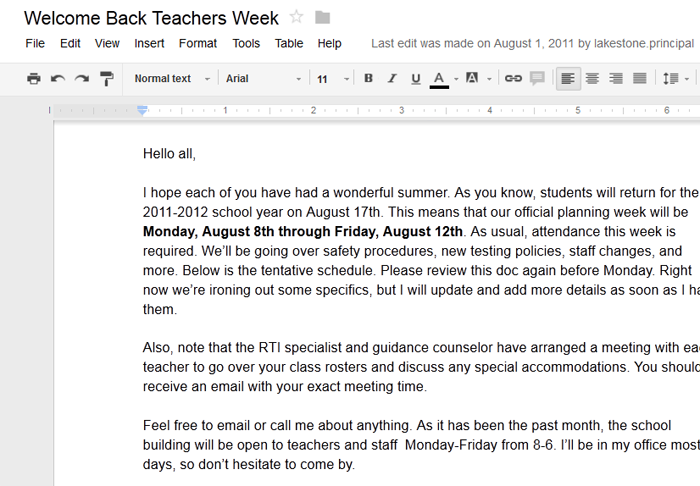 Welcome Back Teachers Week
File Edit View Insert Format Tools Table Help Last edit was made on August 1, 2011 by lakestone.principal
Normal text Arial 11 B I U A A
1 2 3 4 5 6
Hello all,
I hope each of you have had a wonderful summer. As you know, students will return for the
2011-2012 school year on August 17th. This means that our official planning week will be
Monday, August 8th through Friday, August 12th. As usual, attendance this week is
required. We'll be going over safety procedures, new testing policies, staff changes, and
more. Below is the tentative schedule. Please review this doc again before Monday. Right
now we're ironing out some specifics, but I will update and add more details as soon as I ha
them.
Also, note that the RTI specialist and guidance counselor have arranged a meeting with eac
teacher to go over your class rosters and discuss any special accommodations. You should
receive an email with your exact meeting time.
Feel free to email or call me about anything. As it has been the past month, the school
building will be open to teachers and staff Monday-Friday from 8-6. I'll be in my office most
days, so don't hesitate to come by.